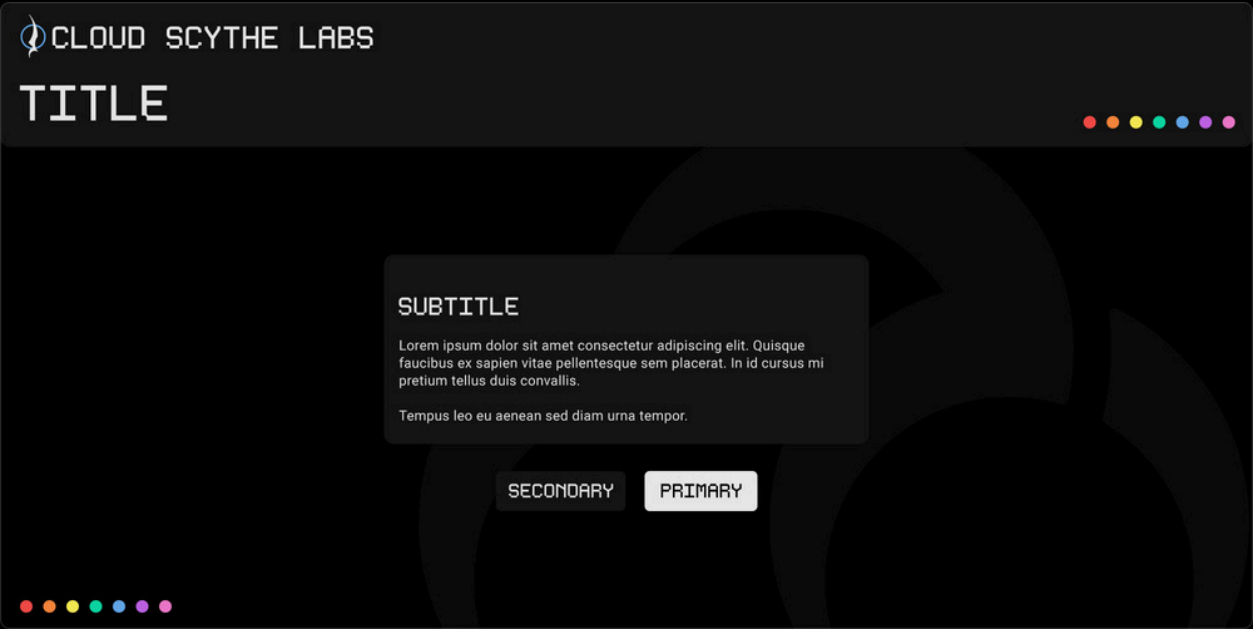 CLOUD SCYTHE LABS
TITLE
SUBTITLE
Lorem ipsum dolor sit amet consectetur adipiscing elit. Quisque
faucibus ex sapien vitae pellentesque sem placerat. In id cursus mi
pretium tellus duis convallis.
Tempus leo eu aenean sed diam urna tempor.
SECONDARY
PRIMARY